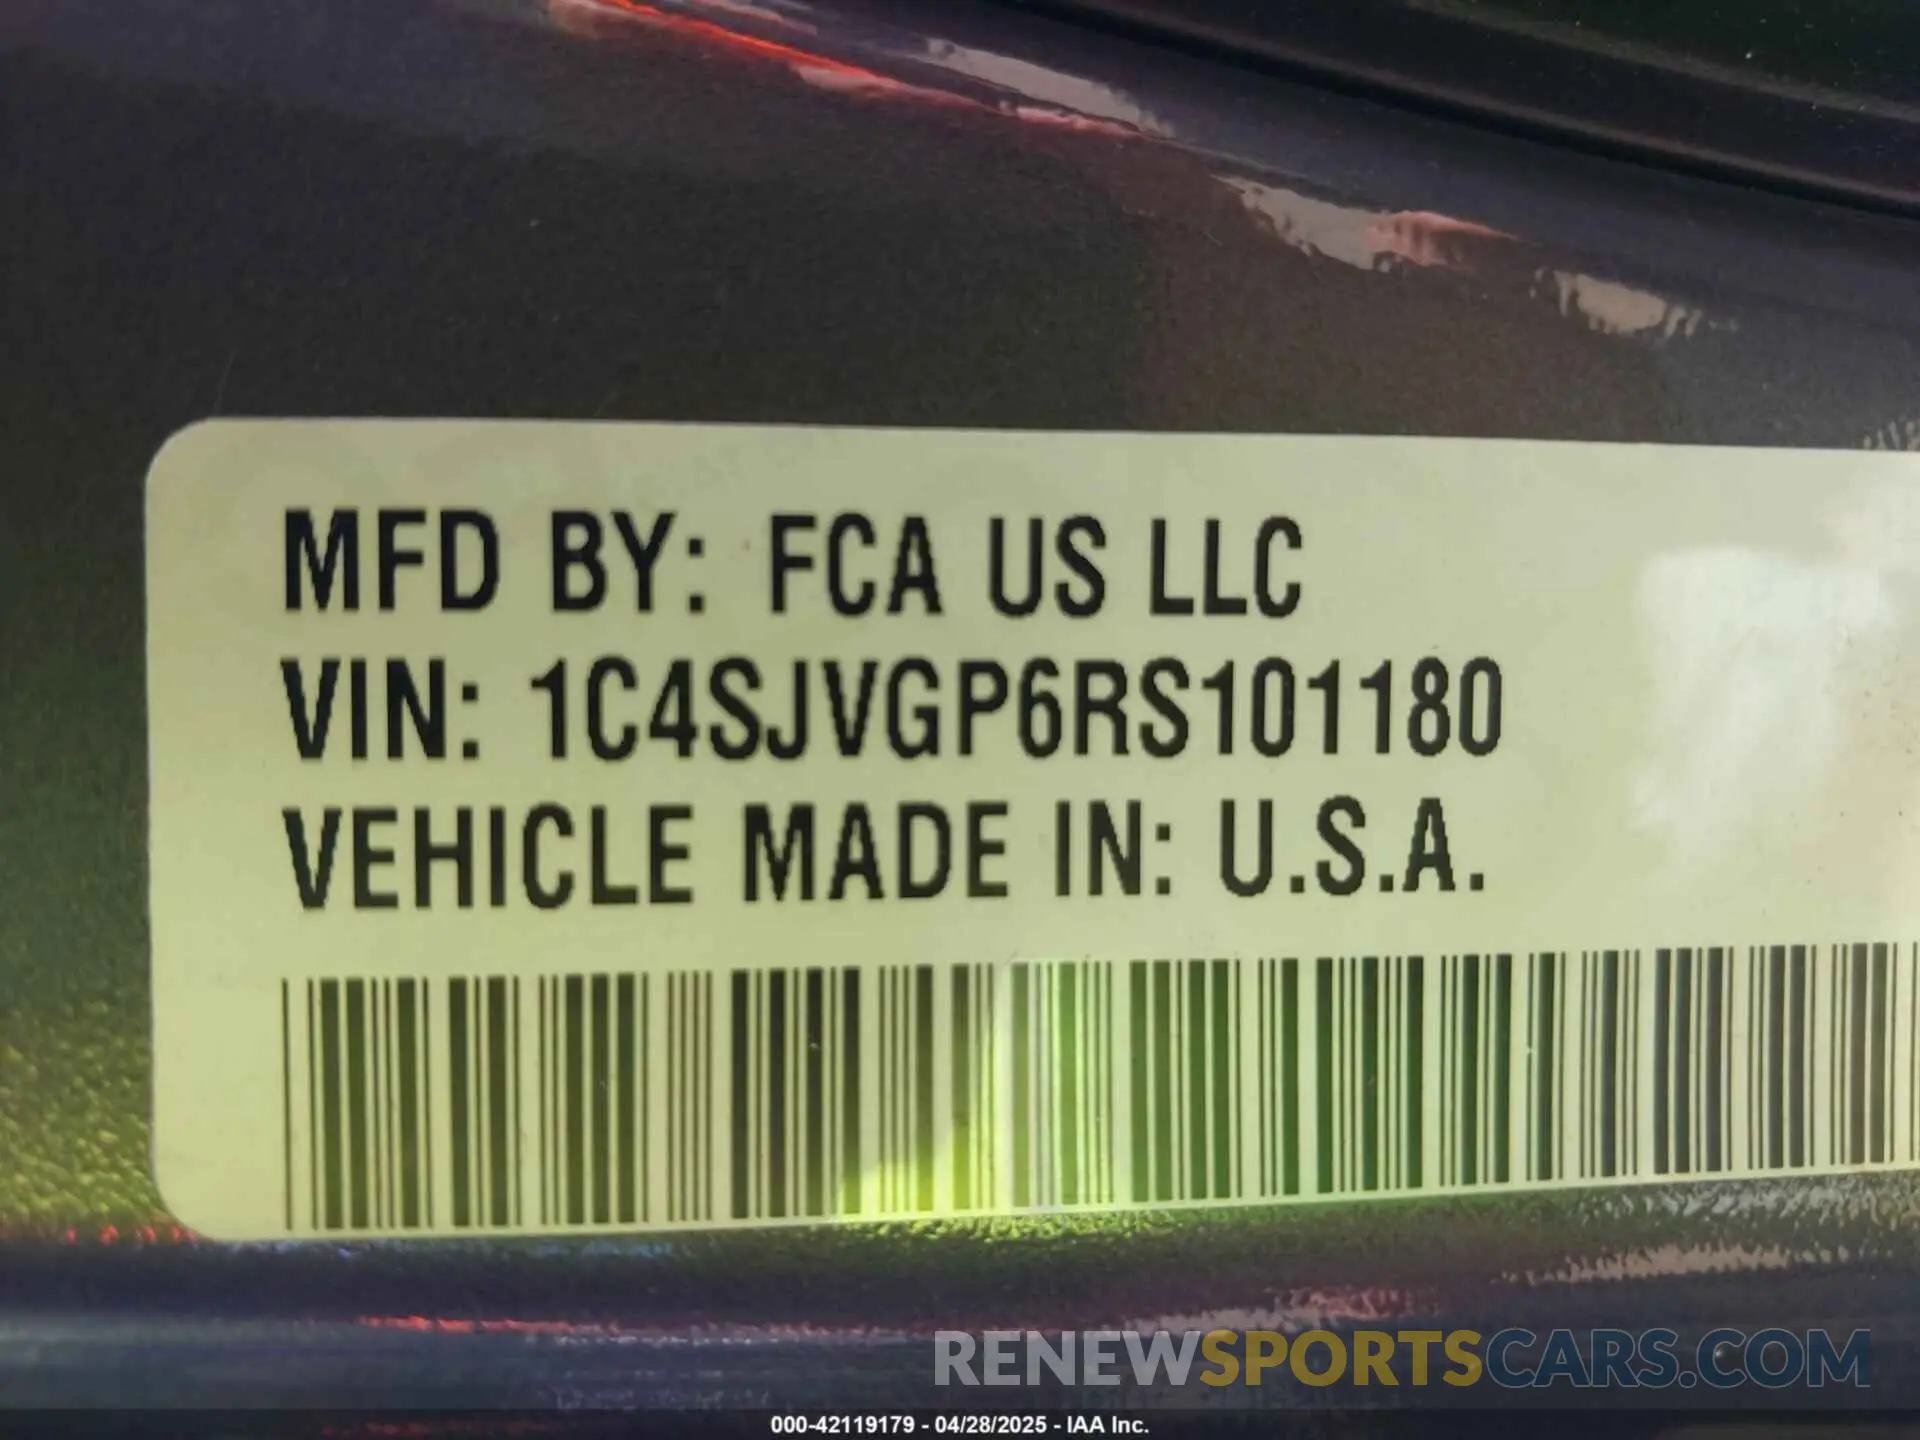 MFD BY: FCA US LLC
VIN: 1C4SJVGP6RS101180
VEHICLE MADE IN: U.S.A.
RENEWSPORTSCARS.COM
000-42119179 - 04/28/2025 - IAA Inc.